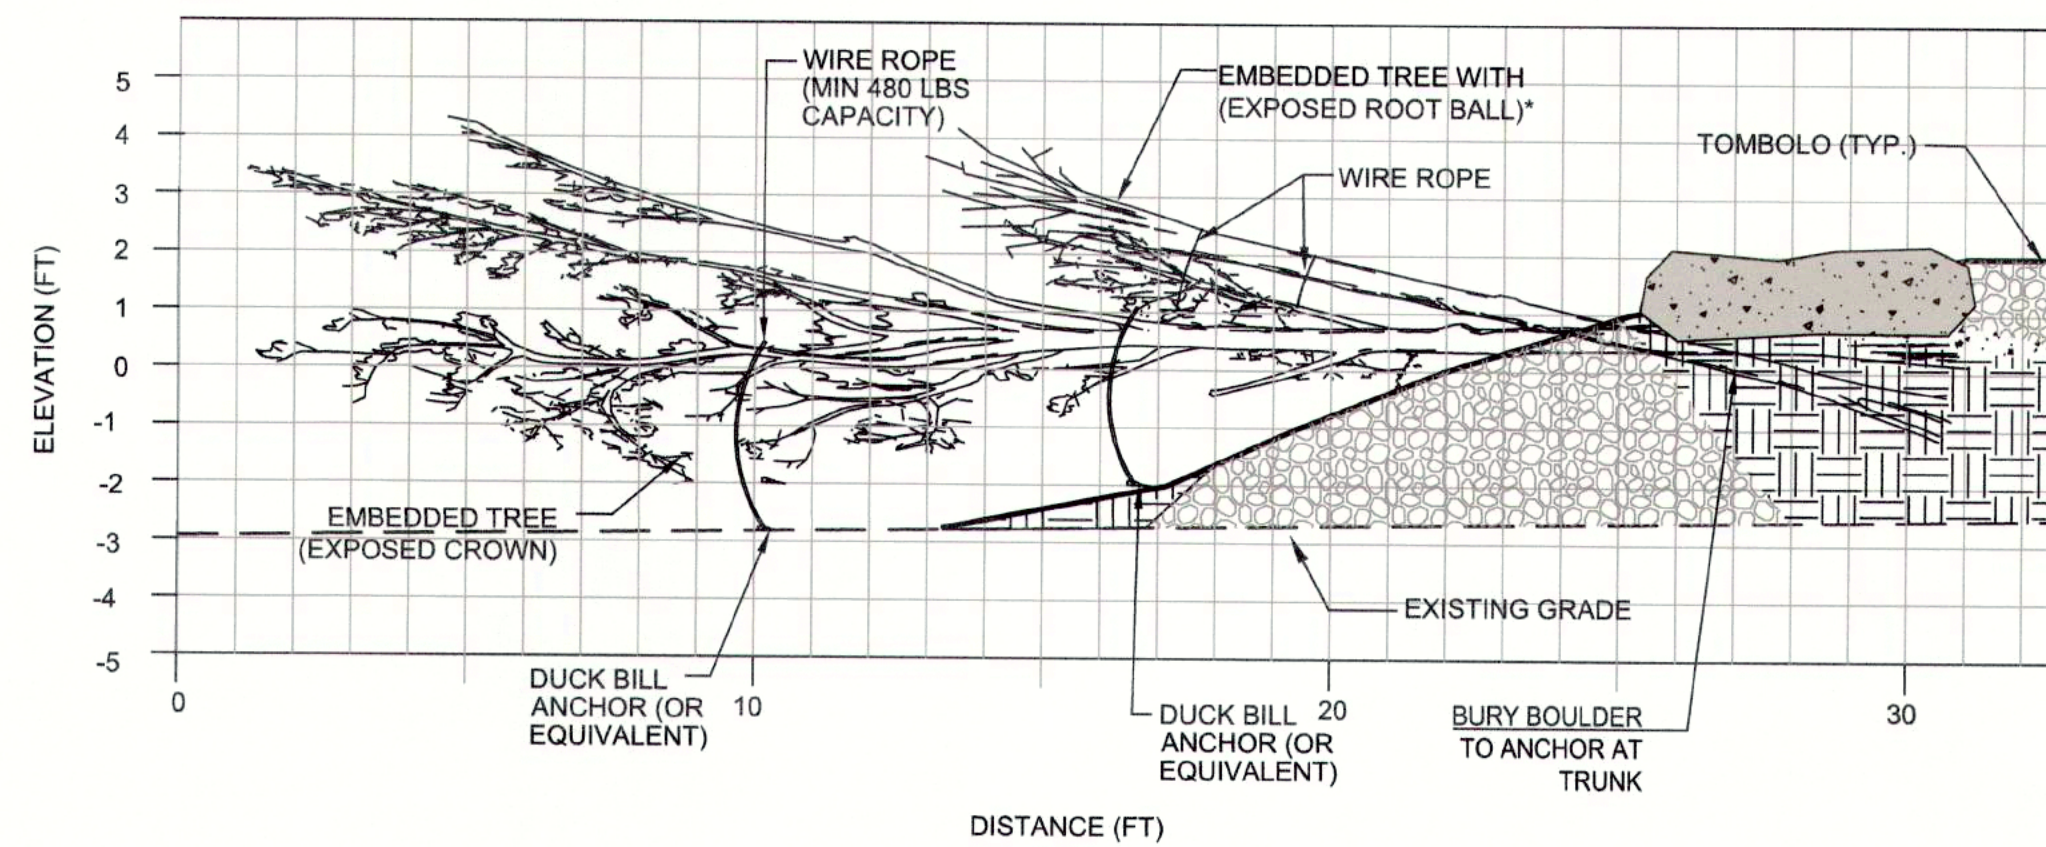 WIRE ROPE
(MIN 480 LBS
CAPACITY)
EMBEDDED TREE WITH
(EXPOSED ROOT BALL)*
WIRE ROPE
TOMBOLO (TYP.)
ELEVATION (FT)
5
4
3
2
1
0
-1
-2
-3
-4
-5
EMBEDDED TREE
(EXPOSED CROWN)
EXISTING GRADE
DUCK BILL
ANCHOR (OR
EQUIVALENT)
DUCK BILL
ANCHOR (OR
EQUIVALENT)
BURY BOULDER
TO ANCHOR AT
TRUNK
0
10
20
30
DISTANCE (FT)